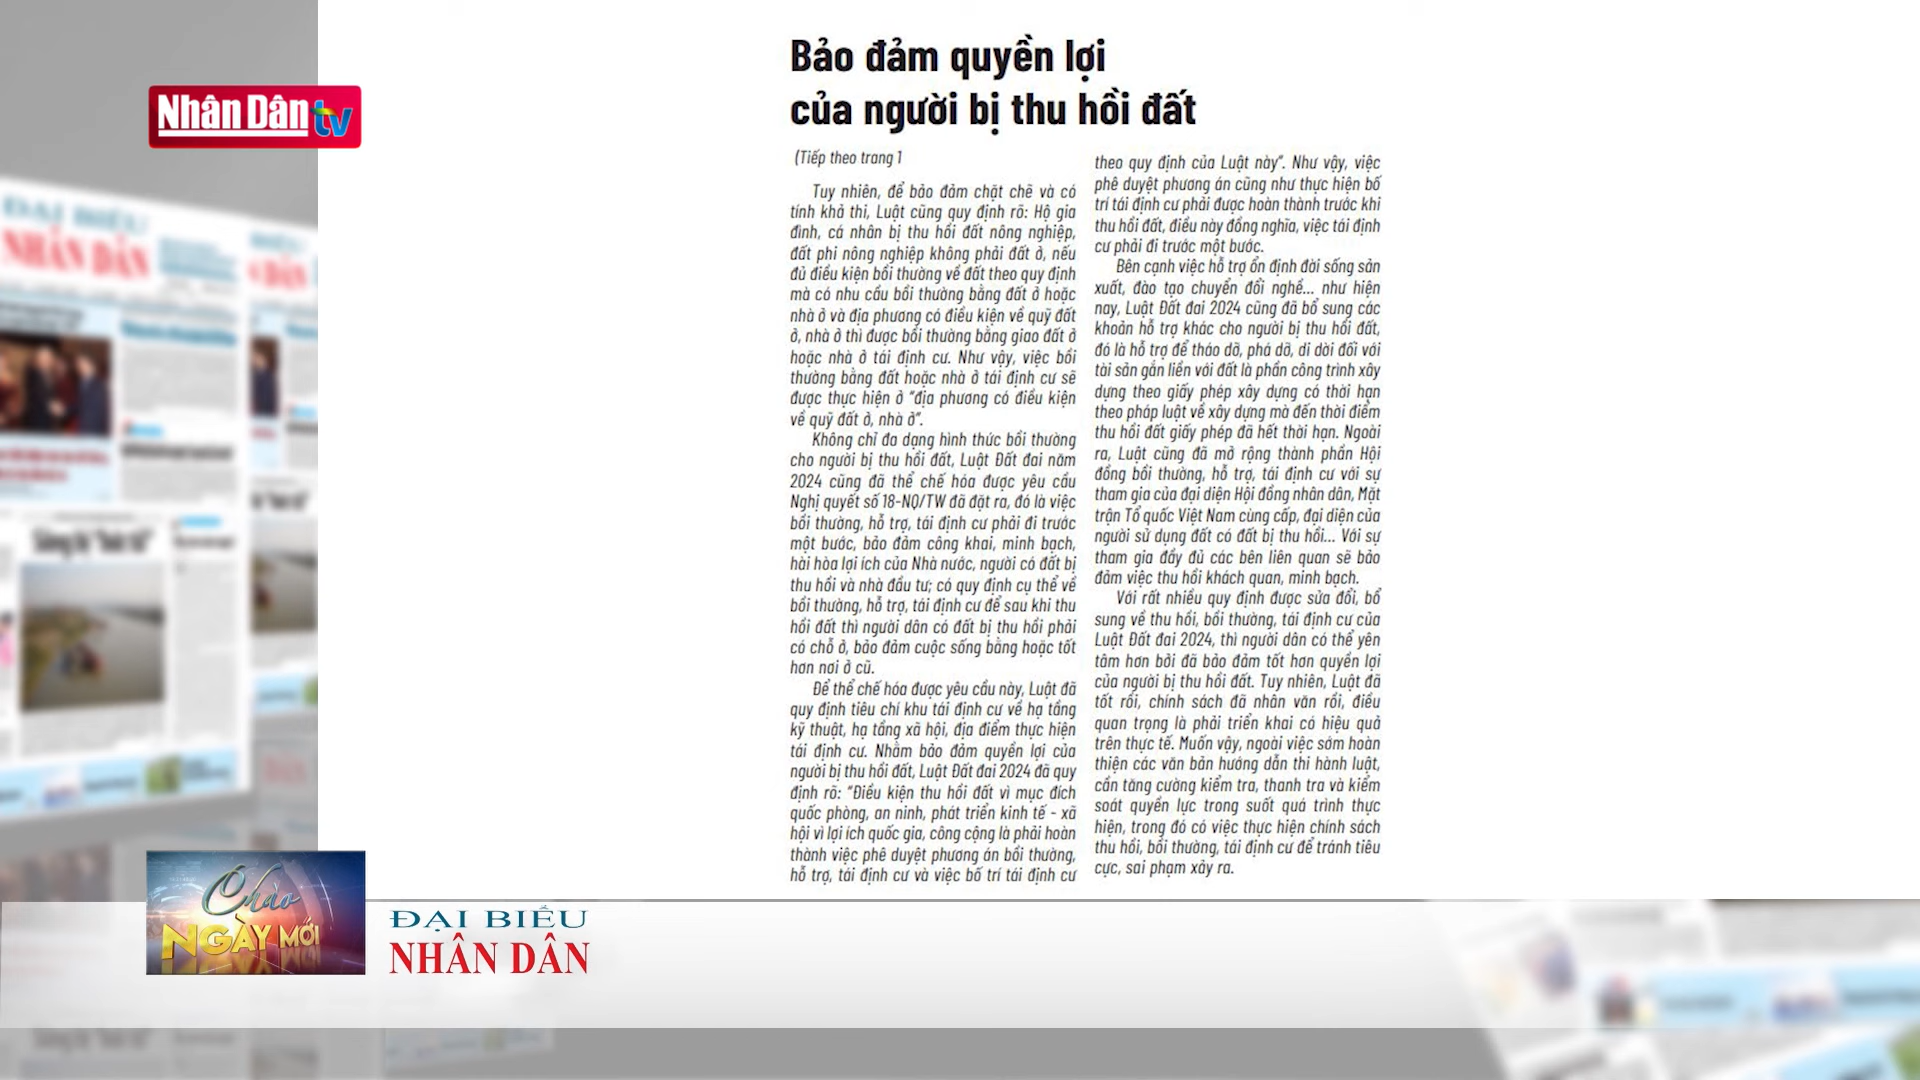 Nhân Dân tv
Bảo đảm quyền lợi
của người bị thu hồi đất
(Tiếp theo trang 1
Tuy nhiên, để bảo đảm chặt chẽ và có
tính khả thi, Luật cũng quy định rõ: Hộ gia
đình, cá nhân bị thu hồi đất nông nghiệp,
đất phi nông nghiệp không phải đất ở, nếu
đủ điều kiện bồi thường về đất theo quy định
mà có nhu cầu bồi thường bằng đất ở hoặc
nhà ở và địa phương có điều kiện về quỹ đất
ở, nhà ở thì được bồi thường bằng giao đất ở
hoặc nhà ở tái định cư. Như vậy, việc bồi
thường bằng đất hoặc nhà ở tái định cư sẽ
được thực hiện ở “địa phương có điều kiện
về quỹ đất ở, nhà ở”.
Không chỉ đa dạng hình thức bồi thường
cho người bị thu hồi đất, Luật Đất đai năm
2024 cũng đã thể chế hóa được yêu cầu
Nghị quyết số 18-NQ/TW đã đặt ra, đó là việc
bồi thường, hỗ trợ, tái định cư phải đi trước
một bước, bảo đảm công khai, minh bạch,
hài hòa lợi ích của Nhà nước, người có đất bị
thu hồi và nhà đầu tư; có quy định cụ thể về
bồi thường, hỗ trợ, tái định cư để sau khi thu
hồi đất thì người dân có đất bị thu hồi phải
có chỗ ở, bảo đảm cuộc sống bằng hoặc tốt
hơn nơi ở cũ.
Để thể chế hóa được yêu cầu này, Luật đã
quy định tiêu chí khu tái định cư về hạ tầng
kỹ thuật, hạ tầng xã hội, địa điểm thực hiện
tái định cư. Nhằm bảo đảm quyền lợi của
người bị thu hồi đất, Luật Đất đai 2024 đã quy
định rõ: “Điều kiện thu hồi đất vì mục đích
quốc phòng, an ninh, phát triển kinh tế - xã
hội vì lợi ích quốc gia, công cộng là phải hoàn
thành việc phê duyệt phương án bồi thường,
hỗ trợ, tái định cư và việc bố trí tái định cư
theo quy định của Luật này”. Như vậy, việc
phê duyệt phương án cũng như thực hiện bố
trí tái định cư phải được hoàn thành trước khi
thu hồi đất, điều này đồng nghĩa, việc tái định
cư phải đi trước một bước.
Bên cạnh việc hỗ trợ ổn định đời sống sản
xuất, đào tạo chuyển đổi nghề... như hiện
nay, Luật Đất đai 2024 cũng đã bổ sung các
khoản hỗ trợ khác cho người bị thu hồi đất,
đó là hỗ trợ để tháo dỡ, phá dỡ, di dời đối với
tài sản gắn liền với đất là phần công trình xây
dựng theo giấy phép xây dựng có thời hạn
theo pháp luật về xây dựng mà đến thời điểm
thu hồi đất giấy phép đã hết thời hạn. Ngoài
ra, Luật cũng đã mở rộng thành phần Hội
đồng bồi thường, hỗ trợ, tái định cư với sự
tham gia của đại diện Hội đồng nhân dân, Mặt
trận Tổ quốc Việt Nam cùng cấp, đại diện của
người sử dụng đất có đất bị thu hồi... Với sự
tham gia đầy đủ các bên liên quan sẽ bảo
đảm việc thu hồi khách quan, minh bạch.
Với rất nhiều quy định được sửa đổi, bổ
sung về thu hồi, bồi thường, tái định cư của
Luật Đất đai 2024, thì người dân có thể yên
tâm hơn bởi đã bảo đảm tốt hơn quyền lợi
của người bị thu hồi đất. Tuy nhiên, Luật đã
tốt rồi, chính sách đã nhân văn rồi, điều
quan trọng là phải triển khai có hiệu quả
trên thực tế. Muốn vậy, ngoài việc sớm hoàn
thiện các văn bản hướng dẫn thi hành luật,
cần tăng cường kiểm tra, thanh tra và kiểm
soát quyền lực trong suốt quá trình thực
hiện, trong đó có việc thực hiện chính sách
thu hồi, bồi thường, tái định cư để tránh tiêu
cực, sai phạm xảy ra.
ĐẠI BIỂU
NHÂN DÂN
Chào
NGÀY MỚI
ĐẠI BIỂU
NHÂN DÂN